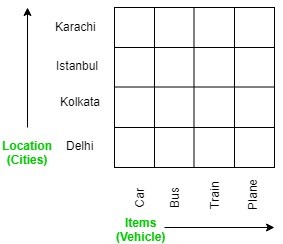 Karachi
Istanbul
Kolkata
Location
(Cities)
Delhi
Car
Bus
Train
Plane
Items
(Vehicle)